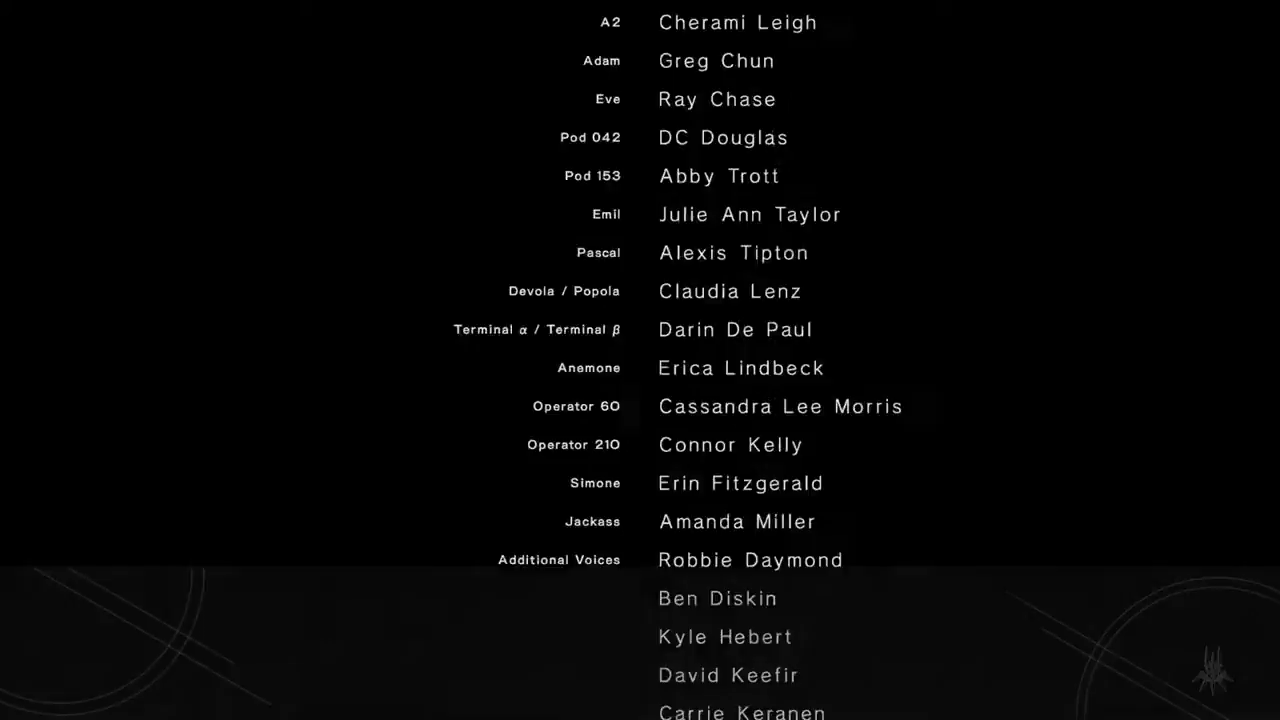 A2 Cherami Leigh
Adam Greg Chun
Eve Ray Chase
Pod 042 DC Douglas
Pod 153 Abby Trott
Emil Julie Ann Taylor
Pascal Alexis Tipton
Devola / Popola Claudia Lenz
Terminal α / Terminal β Darin De Paul
Anemone Erica Lindbeck
Operator 6O Cassandra Lee Morris
Operator 21O Connor Kelly
Simone Erin Fitzgerald
Jackass Amanda Miller
Additional Voices Robbie Daymond
Ben Diskin
Kyle Hebert
David Keefir
Carrie Keranen